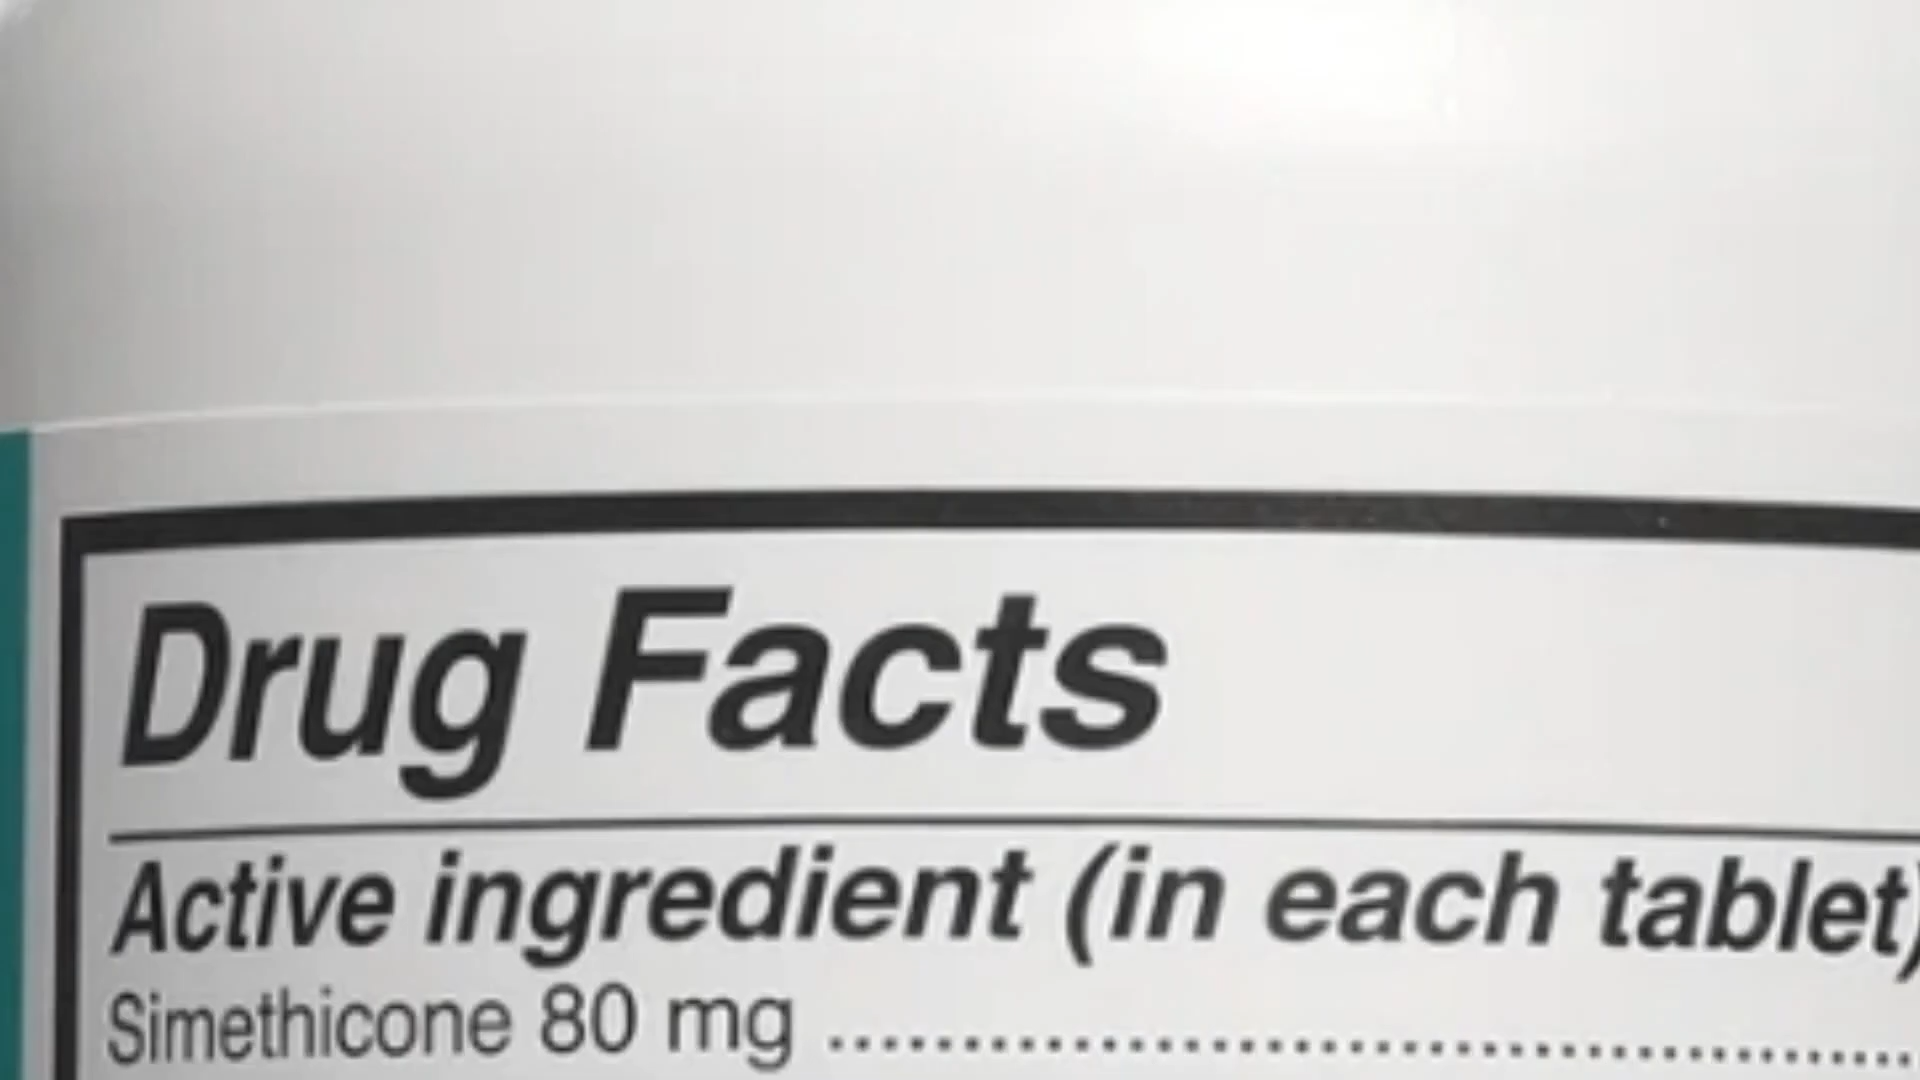 Drug Facts
Active ingredient (in each tablet)
Simethicone 80 mg ........................................